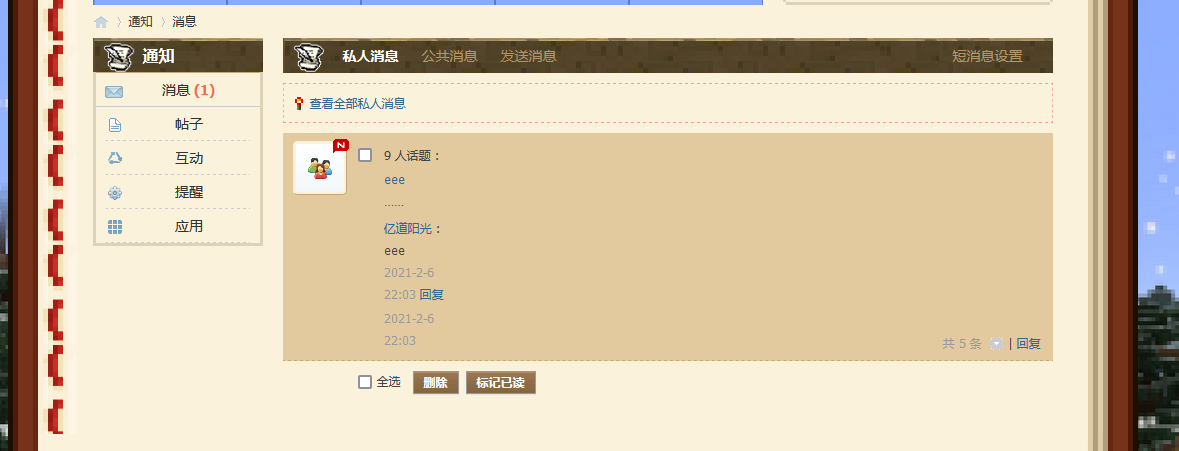 通知 消息
通知
私人消息 公共消息 发送消息 短消息设置
消息 (1)
帖子
互动
提醒
应用
查看全部私人消息
N
9 人话题：
eee
......
亿道阳光：
eee
2021-2-6
22:03 回复
2021-2-6
22:03
共 5 条 | 回复
全选 删除 标记已读